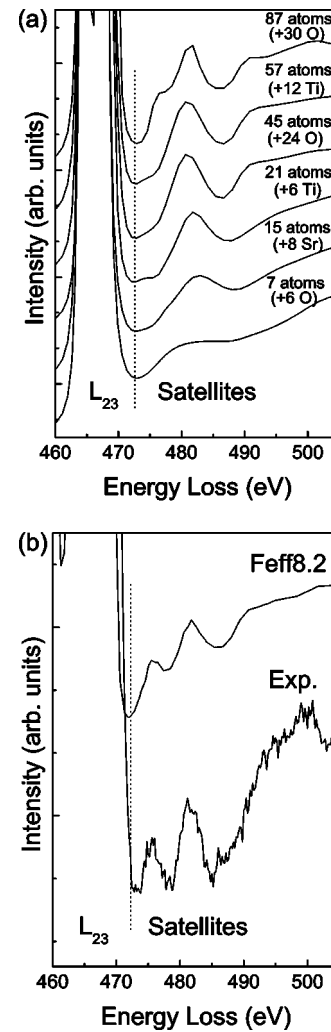 (a)
87 atoms
(+30 O)
57 atoms
(+12 Ti)
45 atoms
(+24 O)
21 atoms
(+6 Ti)
15 atoms
(+8 Sr)
7 atoms
(+6 O)
Intensity (arb. units)
L23 Satellites
460 470 480 490 500
Energy Loss (eV)
(b)
Feff8.2
Exp.
Intensity (arb. units)
L23 Satellites
460 470 480 490 500
Energy Loss (eV)